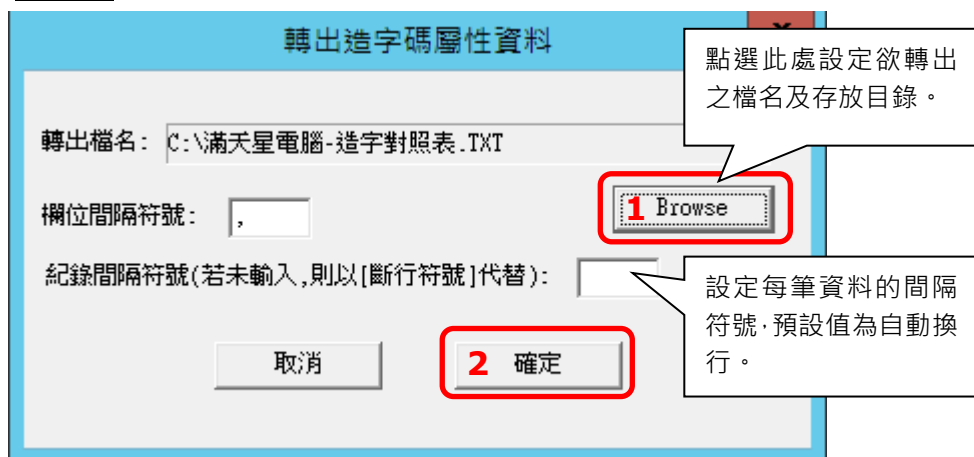 轉出造字碼屬性資料
點選此處設定欲轉出
之檔名及存放目錄。
轉出檔名: C:\滿天星電腦-造字對照表.TXT
欄位間隔符號: ,
1 Browse
紀錄間隔符號(若未輸入,則以[斷行符號]代替):
設定每筆資料的間隔
符號,預設值為自動換
行。
取消
2 確定